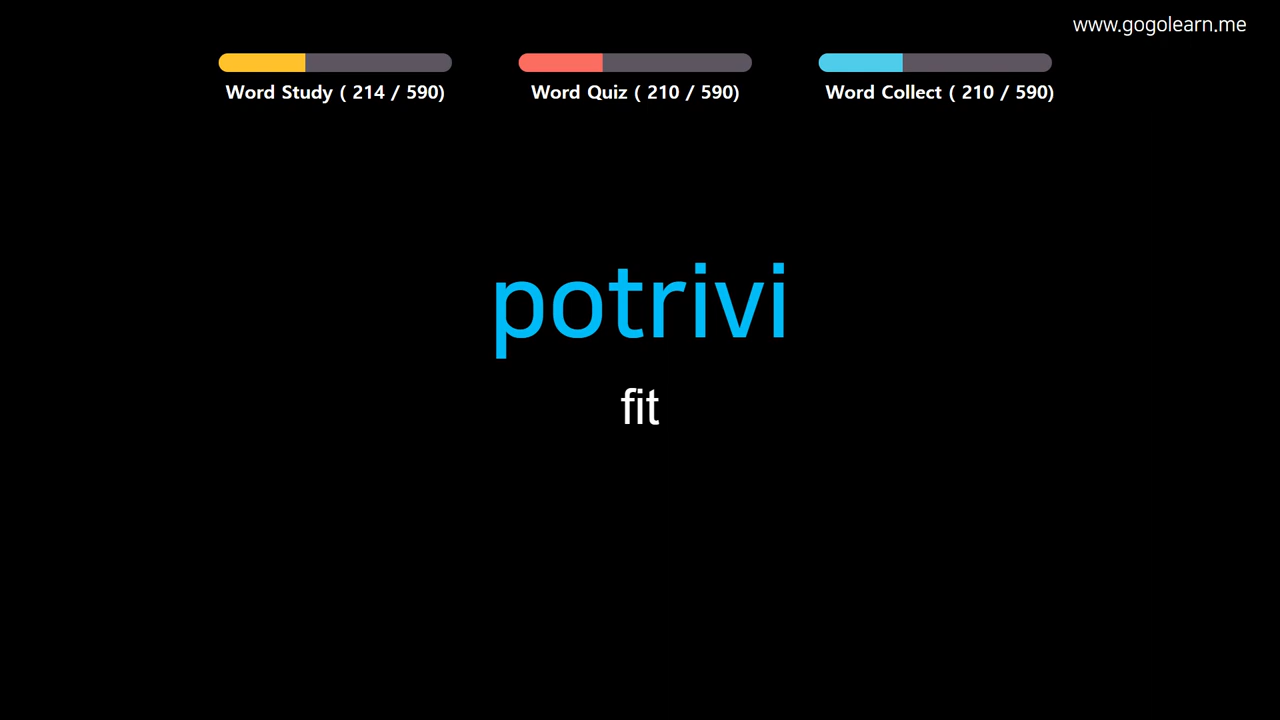 www.gogolearn.me
Word Study ( 214 / 590)
Word Quiz ( 210 / 590)
Word Collect ( 210 / 590)
potrivi
fit